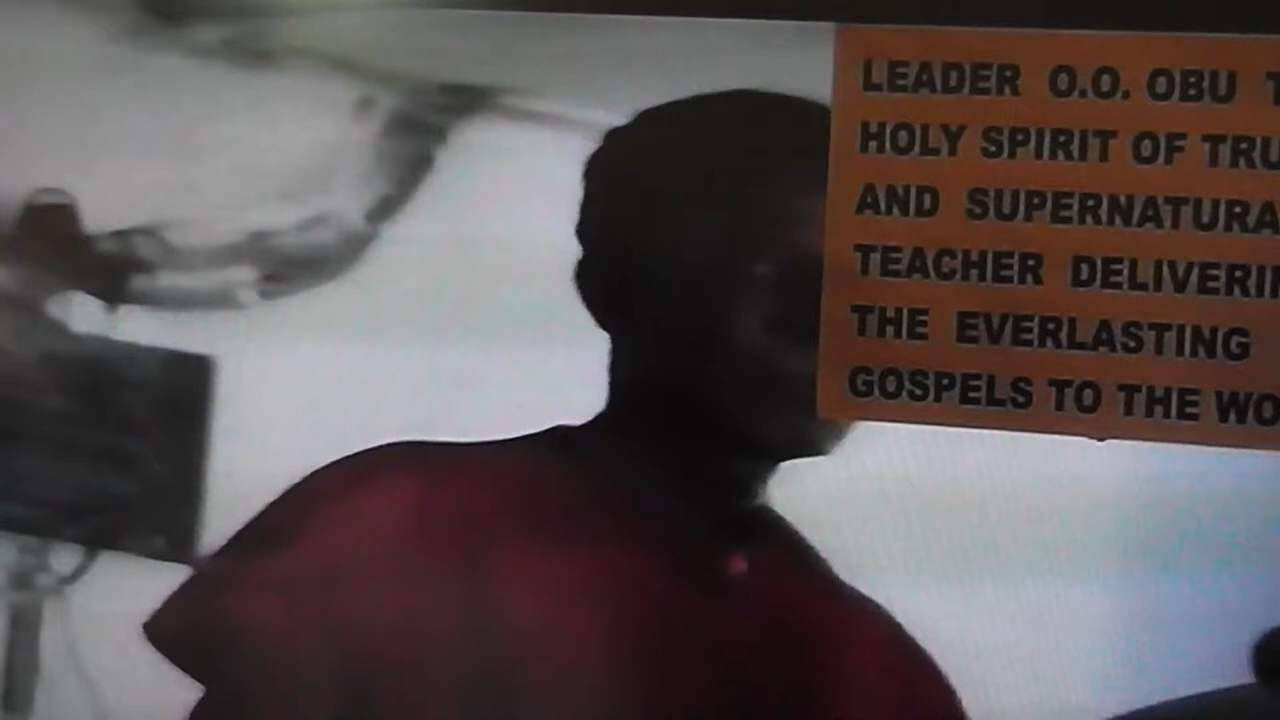 LEADER O.O. OBU
HOLY SPIRIT OF
AND
TEACHER
THE EVERLASTING
GOSPELS TO THE